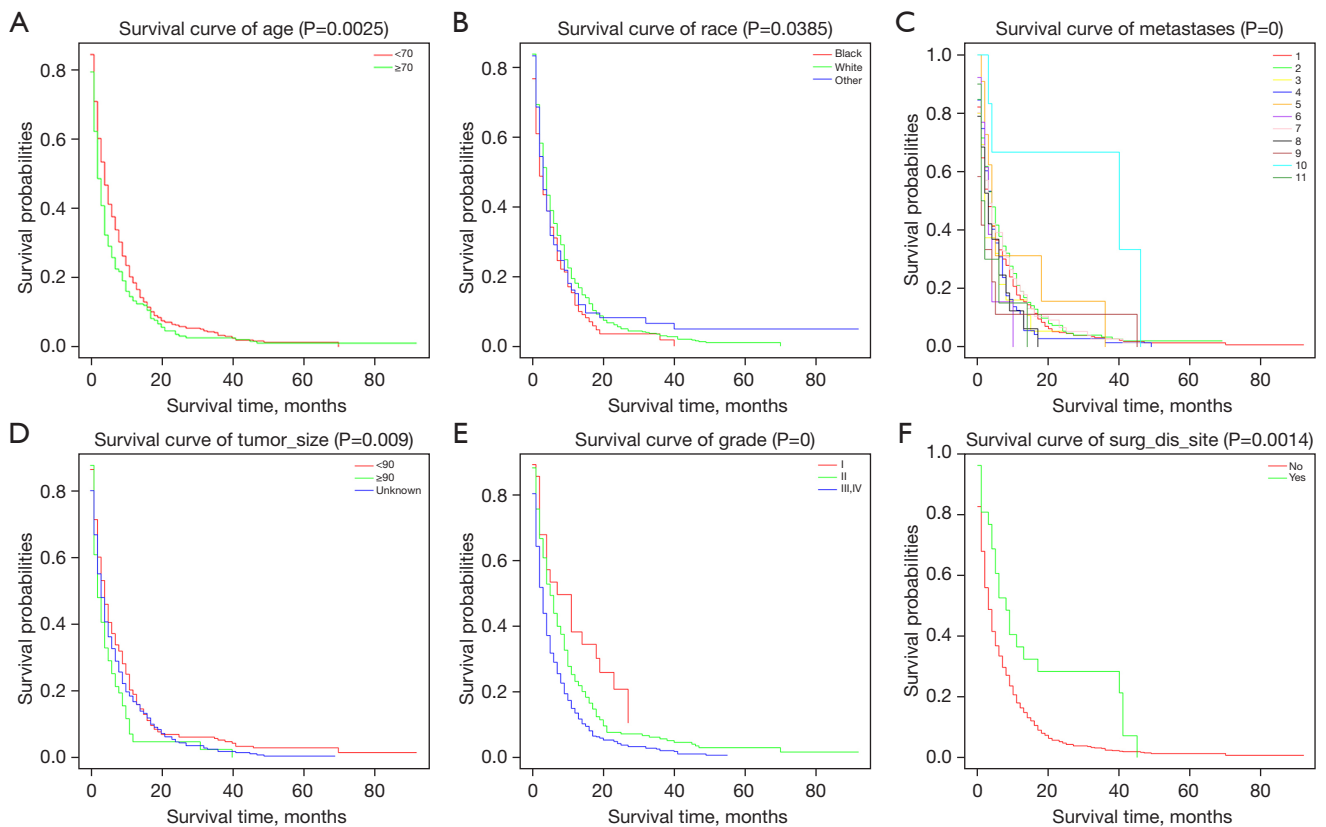 A
Survival curve of age (P=0.0025)
<70
≥70
Survival probabilities
0.8
0.6
0.4
0.2
0.0
0 20 40 60 80
Survival time, months
B
Survival curve of race (P=0.0385)
Black
White
Other
Survival probabilities
0.8
0.6
0.4
0.2
0.0
0 20 40 60 80
Survival time, months
C
Survival curve of metastases (P=0)
1
2
3
4
5
6
7
8
9
10
11
Survival probabilities
1.0
0.8
0.6
0.4
0.2
0.0
0 20 40 60 80
Survival time, months
D
Survival curve of tumor_size (P=0.009)
<90
≥90
Unknown
Survival probabilities
0.8
0.6
0.4
0.2
0.0
0 20 40 60 80
Survival time, months
E
Survival curve of grade (P=0)
I
II
III,IV
Survival probabilities
0.8
0.6
0.4
0.2
0.0
0 20 40 60 80
Survival time, months
F
Survival curve of surg_dis_site (P=0.0014)
No
Yes
Survival probabilities
1.0
0.8
0.6
0.4
0.2
0.0
0 20 40 60 80
Survival time, months